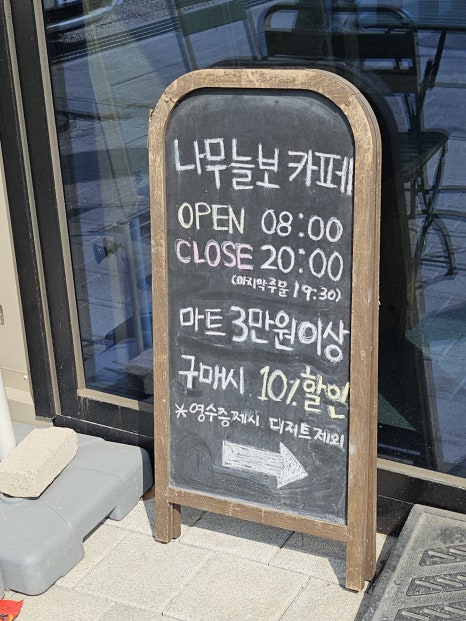 나무늘보 카페
OPEN 08:00
CLOSE 20:00
(마지막주문 19:30)
마트 3만원이상
구매시 10% 할인
*영수증제시 디저트제외